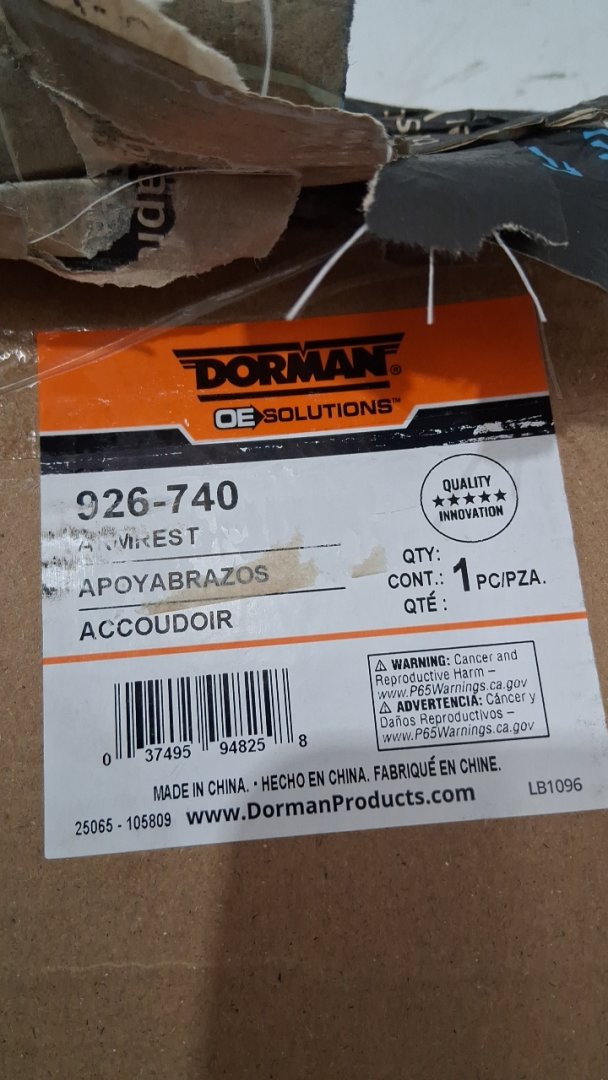 DORMAN®
OE SOLUTIONS™
926-740
ARMREST
APOYABRAZOS
ACCOUDOIR
QUALITY
★★★★★
INNOVATION
QTY:
CONT.: 1 PC/PZA.
QTÉ :
⚠ WARNING: Cancer and
Reproductive Harm –
www.P65Warnings.ca.gov
⚠ ADVERTENCIA: Cáncer y
Daños Reproductivos –
www.P65Warnings.ca.gov
0 37495 94825 8
MADE IN CHINA. • HECHO EN CHINA. FABRIQUÉ EN CHINE.
25065 - 105809 www.DormanProducts.com LB1096